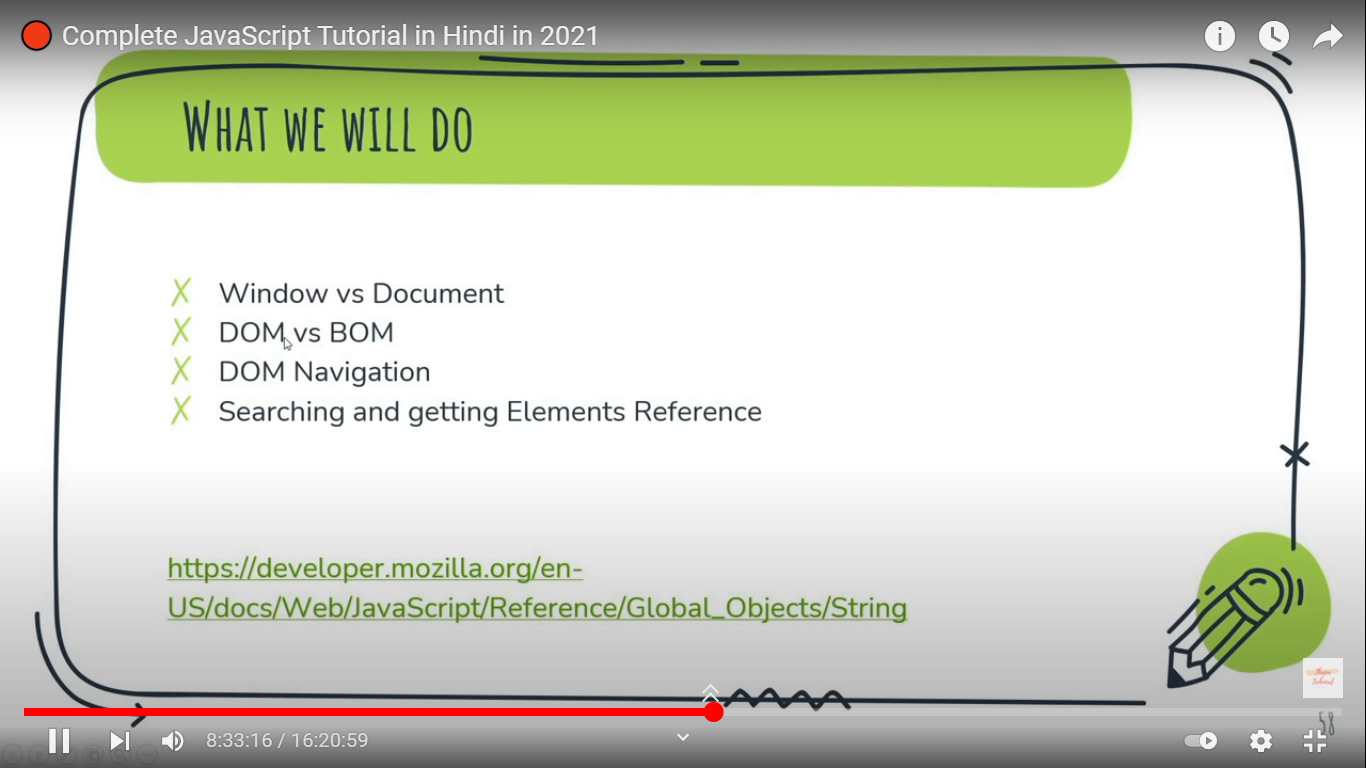 Complete JavaScript Tutorial in Hindi in 2021
WHAT WE WILL DO
Window vs Document
DOM vs BOM
DOM Navigation
Searching and getting Elements Reference
https://developer.mozilla.org/en-
US/docs/Web/JavaScript/Reference/Global_Objects/String
58
8:33:16 / 16:20:59